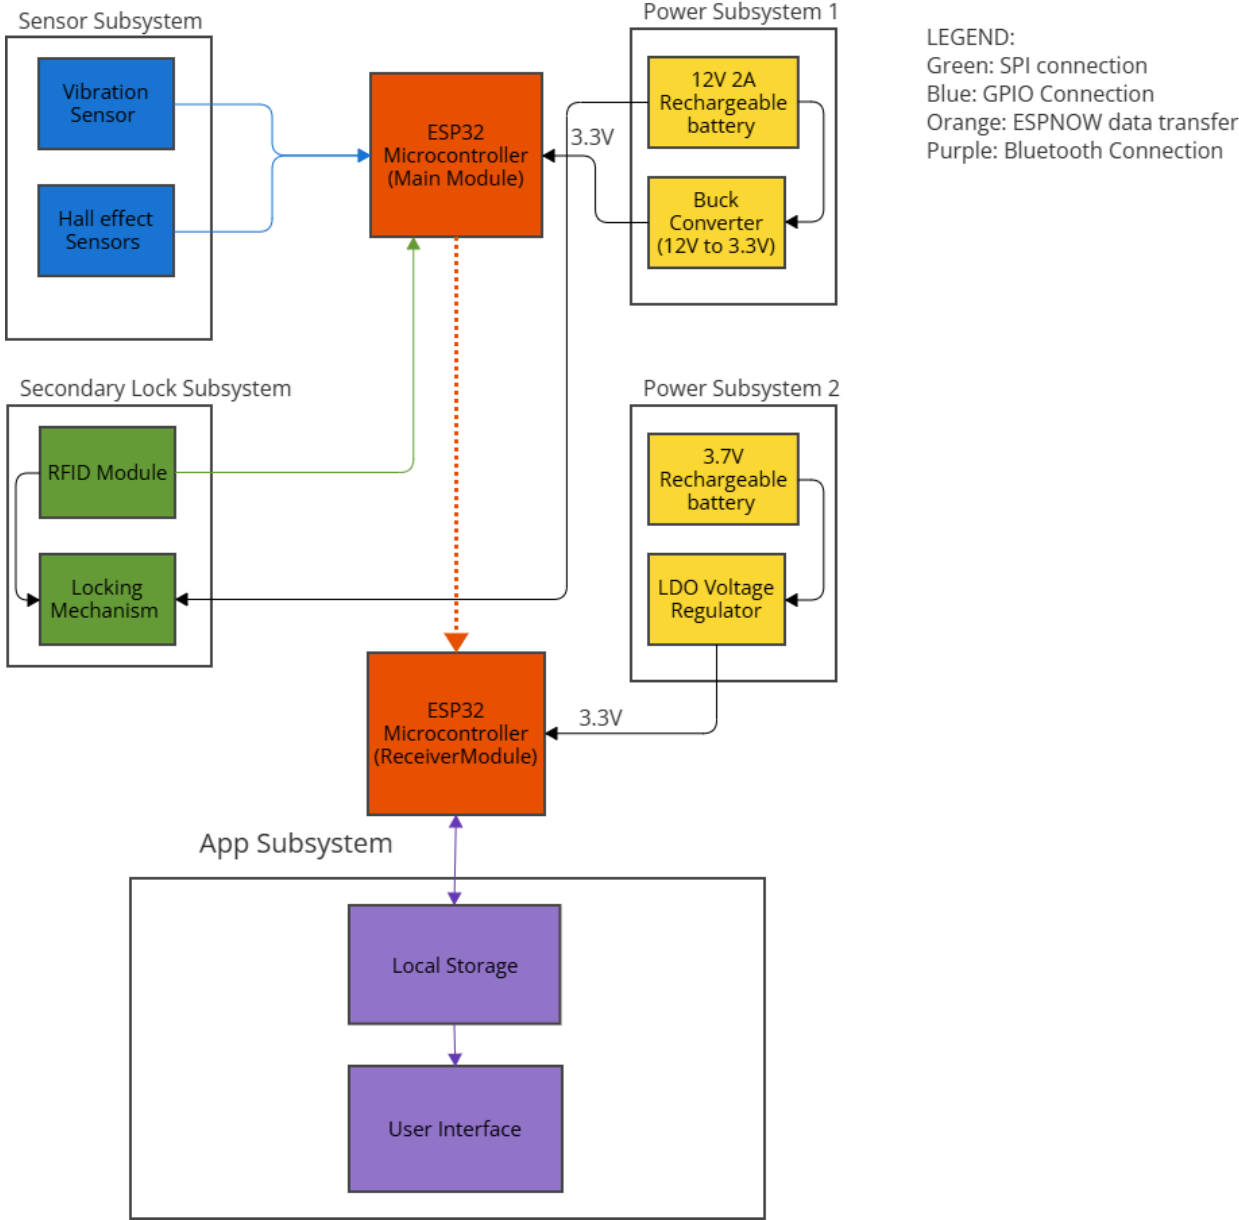 Sensor Subsystem
Vibration
Sensor
Hall effect
Sensors
ESP32
Microcontroller
(Main Module)
3.3V
Power Subsystem 1
12V 2A
Rechargeable
battery
Buck
Converter
(12V to 3.3V)
LEGEND:
Green: SPI connection
Blue: GPIO Connection
Orange: ESPNOW data transfer
Purple: Bluetooth Connection
Secondary Lock Subsystem
RFID Module
Locking
Mechanism
Power Subsystem 2
3.7V
Rechargeable
battery
LDO Voltage
Regulator
ESP32
Microcontroller
(ReceiverModule)
3.3V
App Subsystem
Local Storage
User Interface